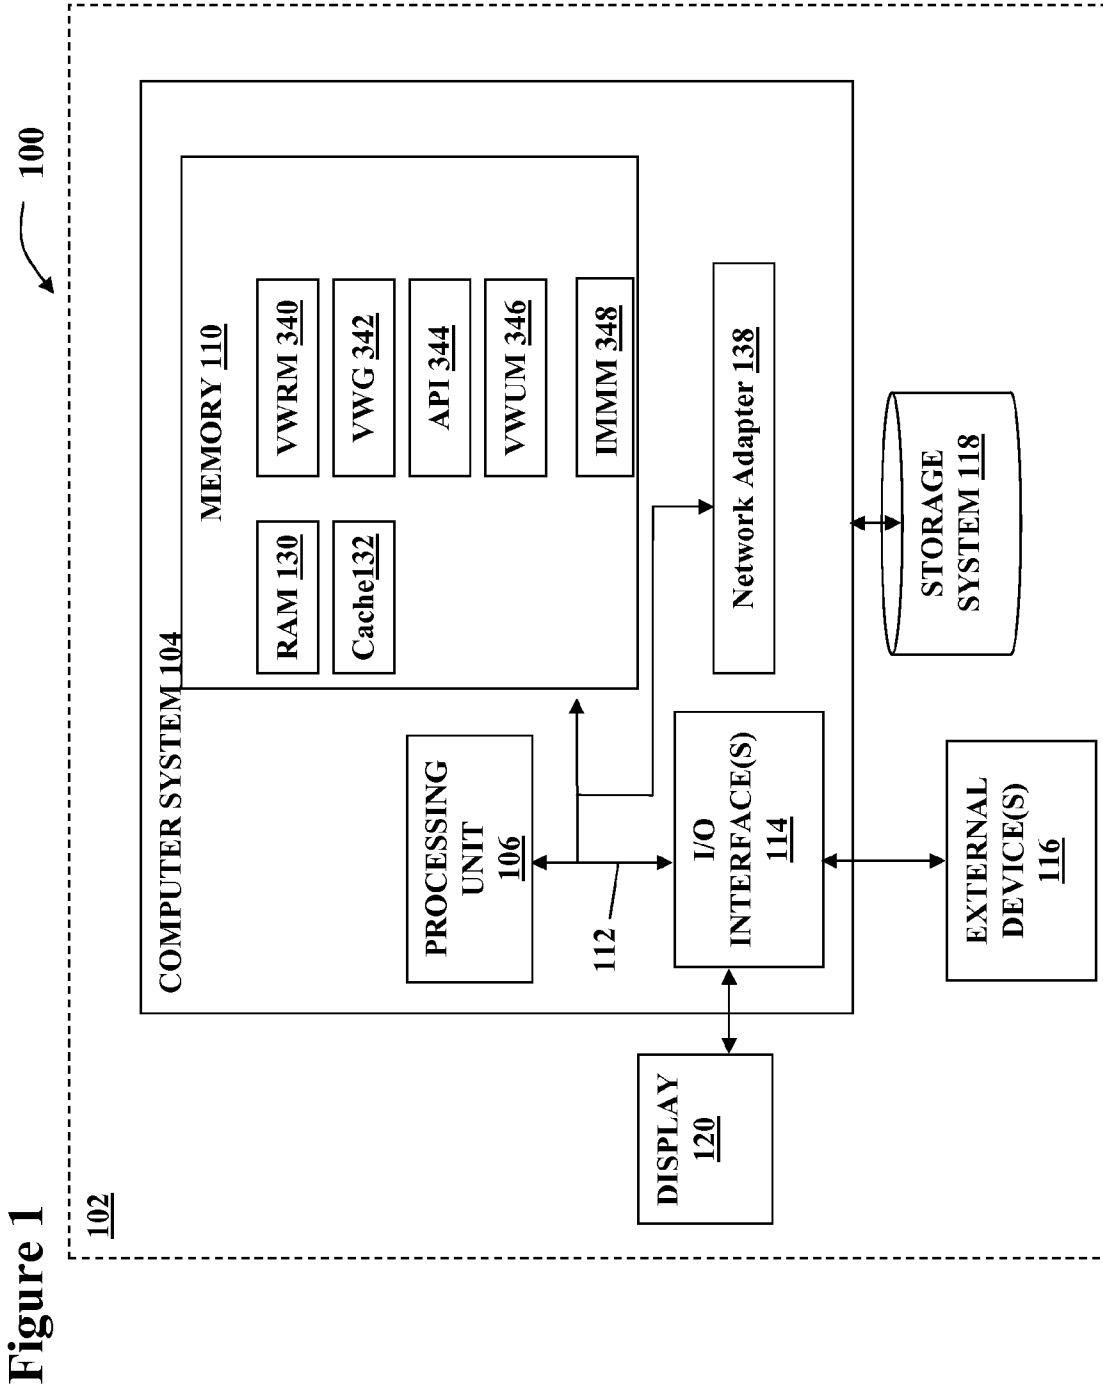 Figure 1
100
102
COMPUTER SYSTEM 104
MEMORY 110
RAM 130
VWRM 340
Cache132
VWG 342
API 344
VWUM 346
IMMM 348
PROCESSING
UNIT
106
112
I/O
INTERFACE(S)
114
Network Adapter 138
DISPLAY
120
EXTERNAL
DEVICE(S)
116
STORAGE
SYSTEM 118